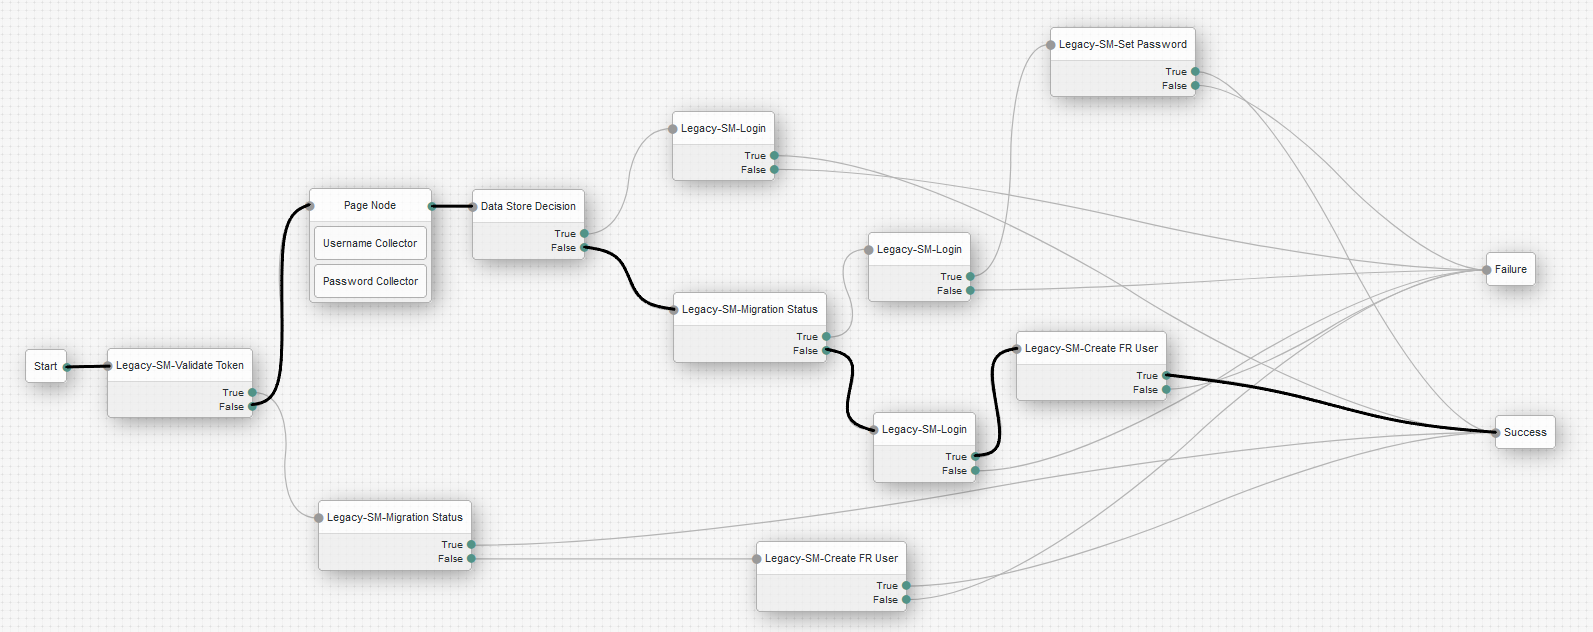 Start
Legacy-SM-Validate Token
True
False
Page Node
Username Collector
Password Collector
Data Store Decision
True
False
Legacy-SM-Login
True
False
Legacy-SM-Migration Status
True
False
Legacy-SM-Login
True
False
Legacy-SM-Set Password
True
False
Legacy-SM-Login
True
False
Legacy-SM-Create FR User
True
False
Legacy-SM-Migration Status
True
False
Legacy-SM-Create FR User
True
False
Failure
Success